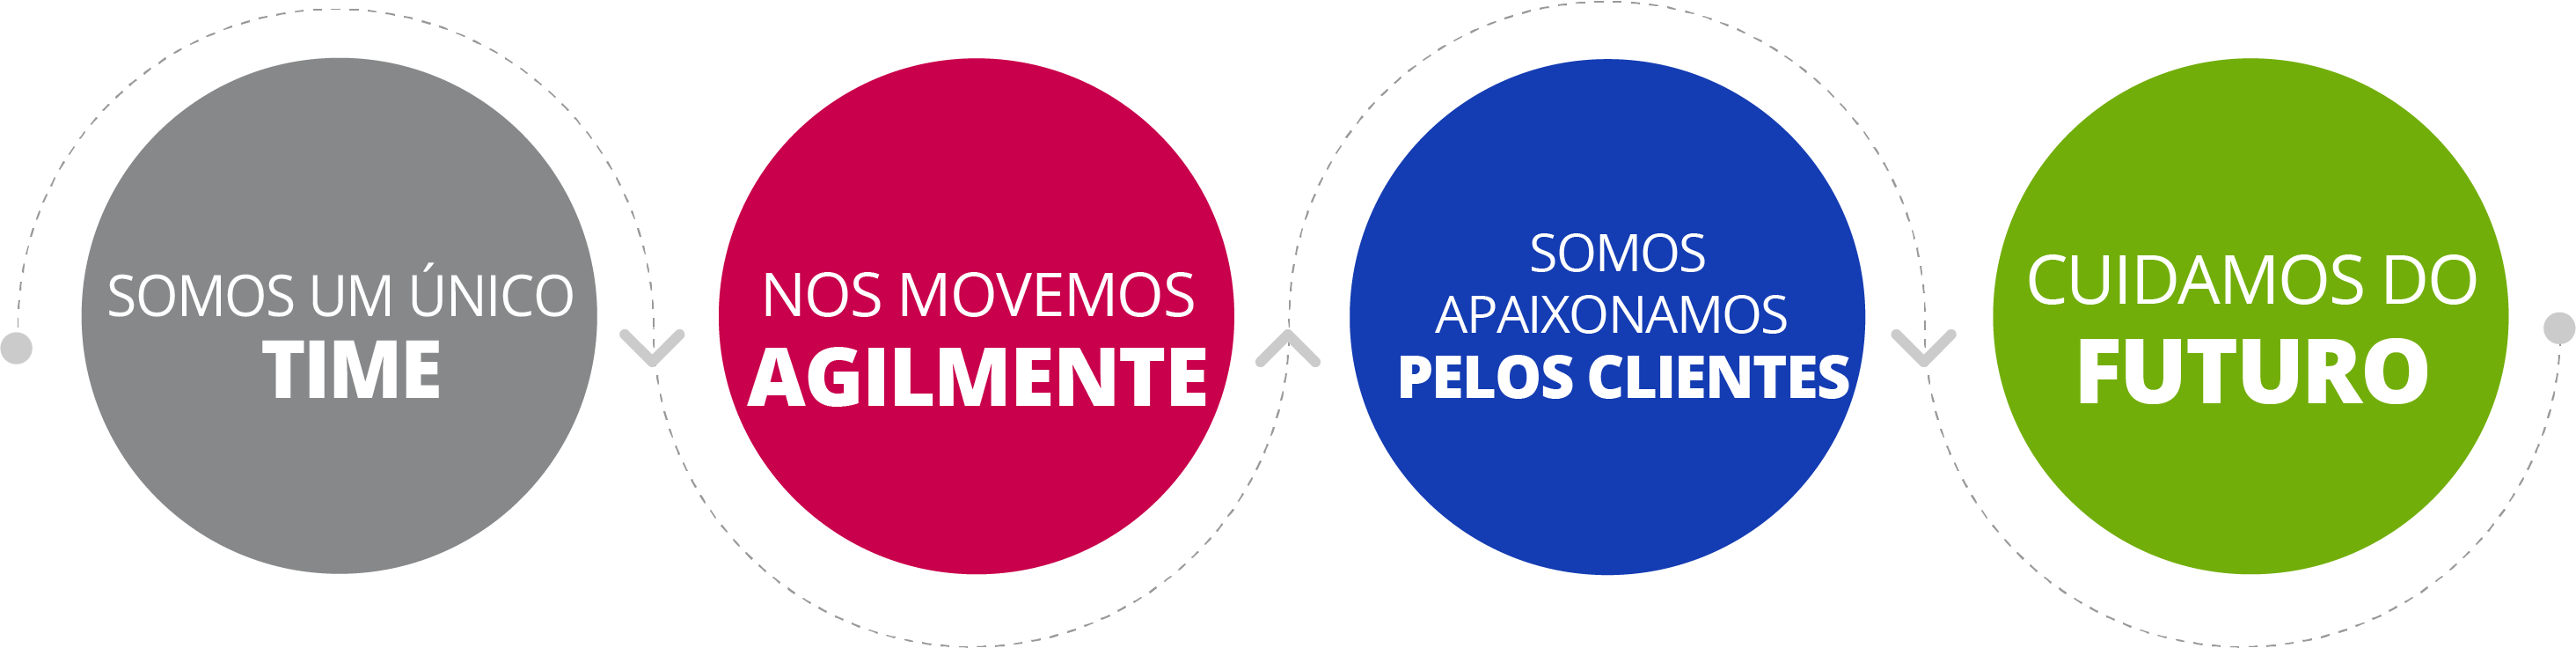 SOMOS UM ÚNICO
TIME
NOS MOVEMOS
AGILMENTE
SOMOS
APAIXONAMOS
PELOS CLIENTES
CUIDAMOS DO
FUTURO